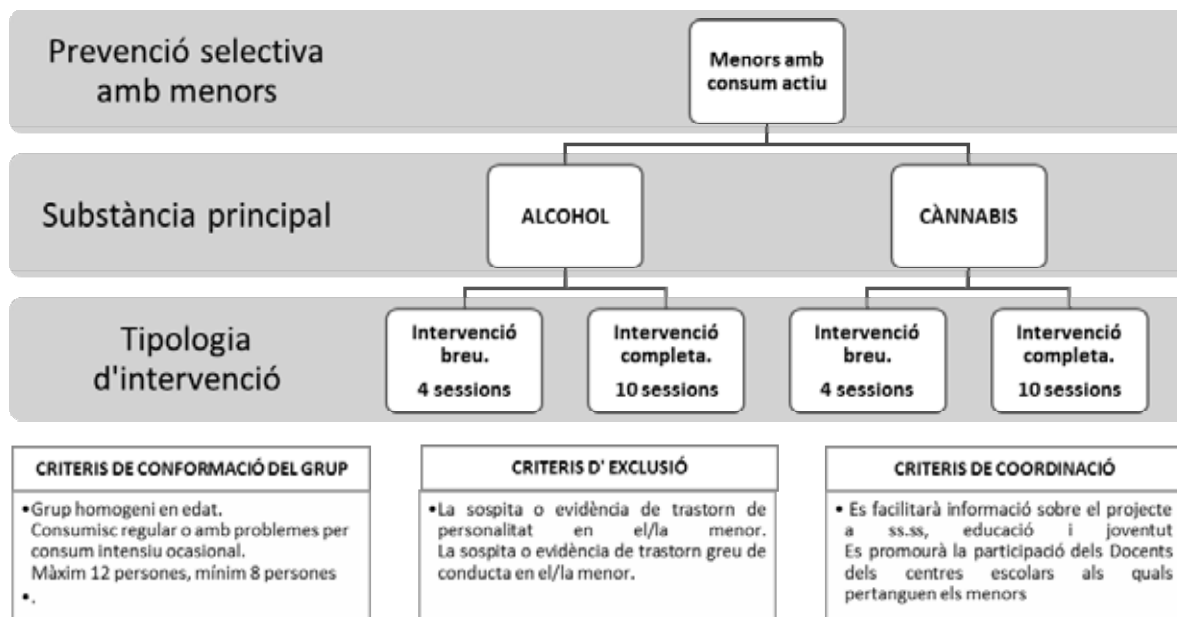 Prevenció selectiva
amb menors
Menors amb
consum actiu
Substància principal
ALCOHOL
CÀNNABIS
Tipologia
d'intervenció
Intervenció
breu.
4 sessions
Intervenció
completa.
10 sessions
Intervenció
breu.
4 sessions
Intervenció
completa.
10 sessions
CRITERIS DE CONFORMACIÓ DEL GRUP
•Grup homogeni en edat.
Consumisc regular o amb problemes per
consum intensiu ocasional.
Màxim 12 persones, mínim 8 persones
•.
CRITERIS D' EXCLUSIÓ
•La sospita o evidència de trastorn de
personalitat en el/la menor.
La sospita o evidència de trastorn greu de
conducta en el/la menor.
CRITERIS DE COORDINACIÓ
• Es facilitarà informació sobre el projecte
a ss.ss, educació i joventut
Es promourà la participació dels Docents
dels centres escolars als quals
pertanguen els menors